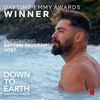 DAYTIME EMMY AWARDS
WINNER
OUTSTANDING
DAYTIME PROGRAM
HOST
DOWN
TO
EARTH